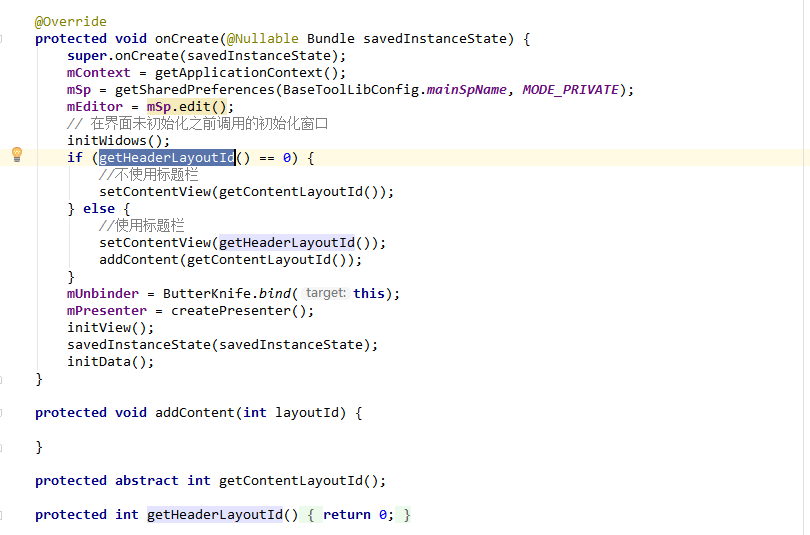 @Override
protected void onCreate(@Nullable Bundle savedInstanceState) {
super.onCreate(savedInstanceState);
mContext = getApplicationContext();
mSp = getSharedPreferences(BaseToolLibConfig.mainSpName, MODE_PRIVATE);
mEditor = mSp.edit();
// 在界面未初始化之前调用的初始化窗口
initWidows();
if (getHeaderLayoutId() == 0) {
//不使用标题栏
setContentView(getContentLayoutId());
} else {
//使用标题栏
setContentView(getHeaderLayoutId());
addContent(getContentLayoutId());
}
mUnbinder = ButterKnife.bind( target: this);
mPresenter = createPresenter();
initView();
savedInstanceState(savedInstanceState);
initData();
}
protected void addContent(int layoutId) {
}
protected abstract int getContentLayoutId();
protected int getHeaderLayoutId() { return 0; }